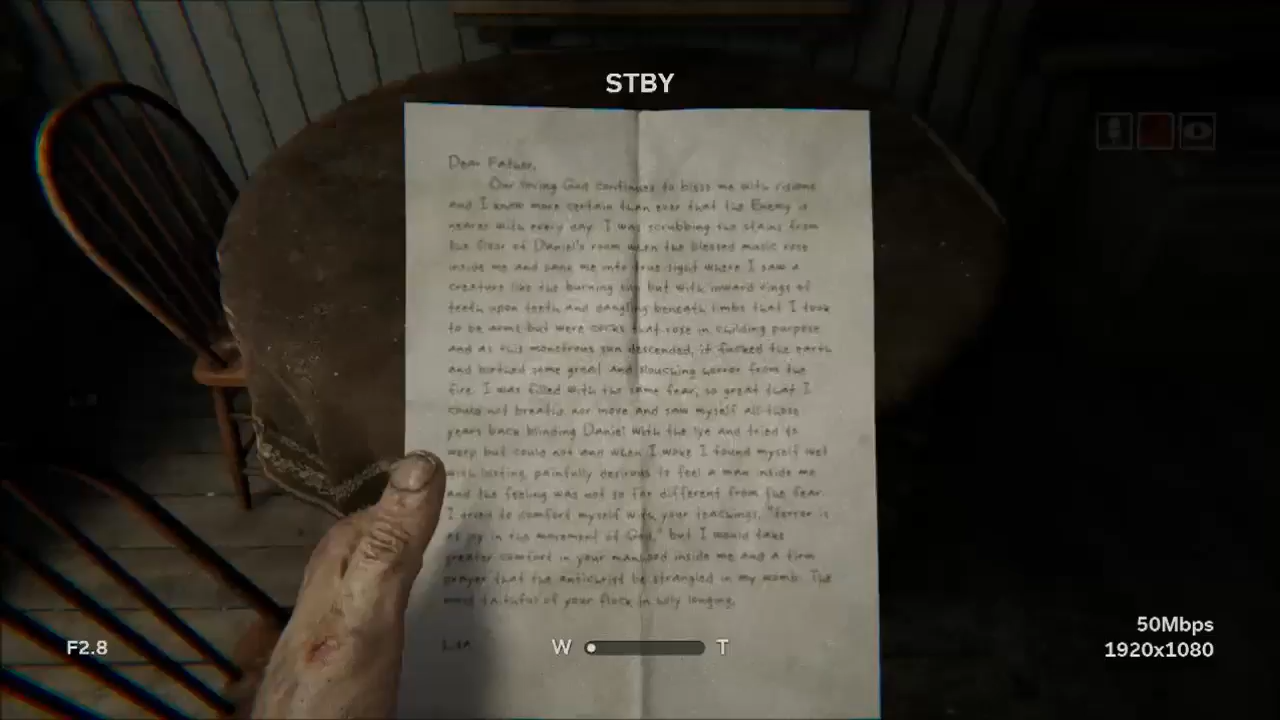 STBY
Dear Father,
Our loving God continues to bless me with visions
and I know more certain than ever that the Enemy is
nearer with every day. I was scrubbing the stains from
the floor of Daniel's room when the blessed music rose
inside me and sank me into true sight where I saw a
creature like the burning sun but with inward rings of
teeth upon teeth and dangling beneath limbs that I took
to be arms but were cocks that rose in childing purpose
and as this monstrous sun descended, it fucked the earth
and birthed some great and slouching horror from the
fire. I was filled with the same fear, so great that I
could not breathe nor move and saw myself all those
years back blinding Daniel with the lye and tried to
weep but could not and when I woke I found myself wet
with lusting, painfully desirous to feel a man inside me
and the feeling was not so far different from the fear.
I tried to comfort myself with your teachings, "terror is
as joy in the movement of God," but I would take
greater comfort in your manhood inside me and a firm
prayer that the antichrist be strangled in my womb. The
most faithful of your flock in holy longing,
F2.8
W
T
50Mbps
1920x1080